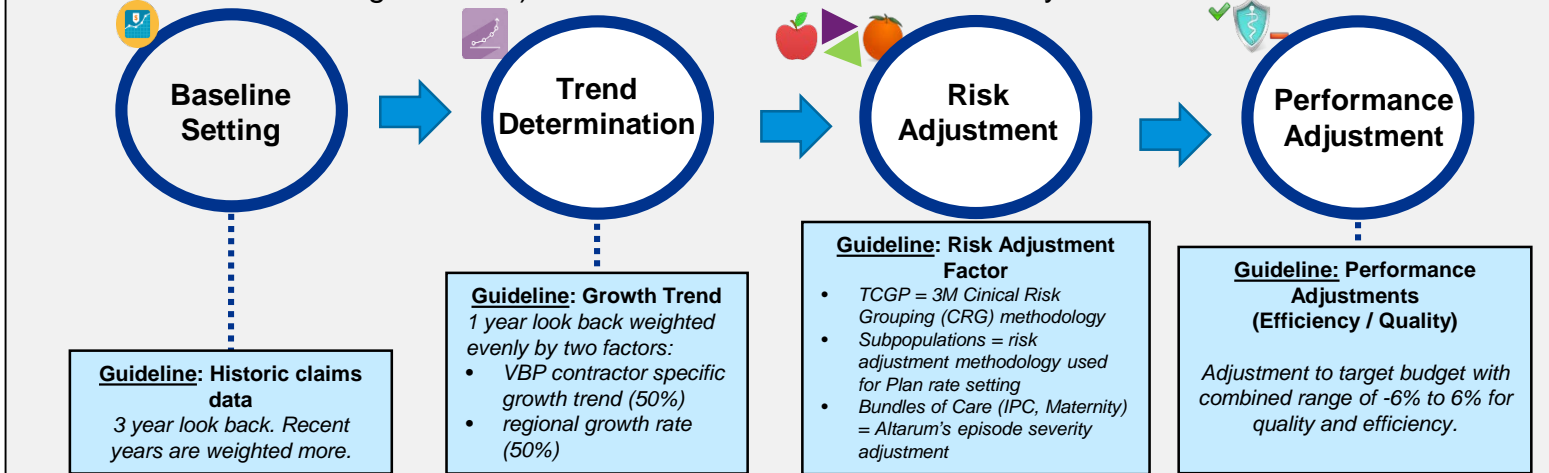 Baseline
Setting
Trend
Determination
Risk
Adjustment
Performance
Adjustment
Guideline: Historic claims
data
3 year look back. Recent
years are weighted more.
Guideline: Growth Trend
1 year look back weighted
evenly by two factors:
• VBP contractor specific
growth trend (50%)
• regional growth rate
(50%)
Guideline: Risk Adjustment
Factor
• TCGP = 3M Cinical Risk
Grouping (CRG) methodology
• Subpopulations = risk
adjustment methodology used
for Plan rate setting
• Bundles of Care (IPC, Maternity)
= Altarum's episode severity
adjustment
Guideline: Performance
Adjustments
(Efficiency / Quality)
Adjustment to target budget with
combined range of -6% to 6% for
quality and efficiency.